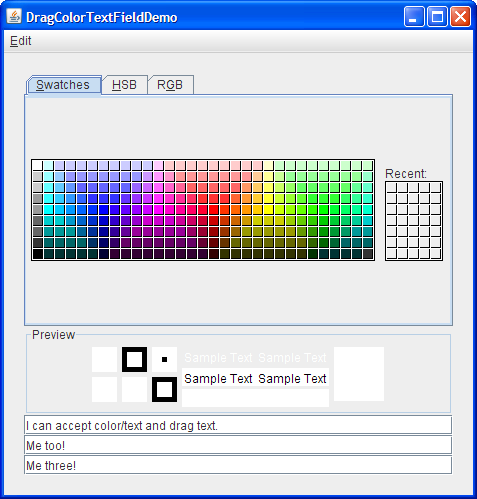 DragColorTextFieldDemo
Edit
Swatches HSB RGB
Recent:
Preview
Sample Text Sample Text
Sample Text Sample Text
I can accept color/text and drag text.
Me too!
Me three!